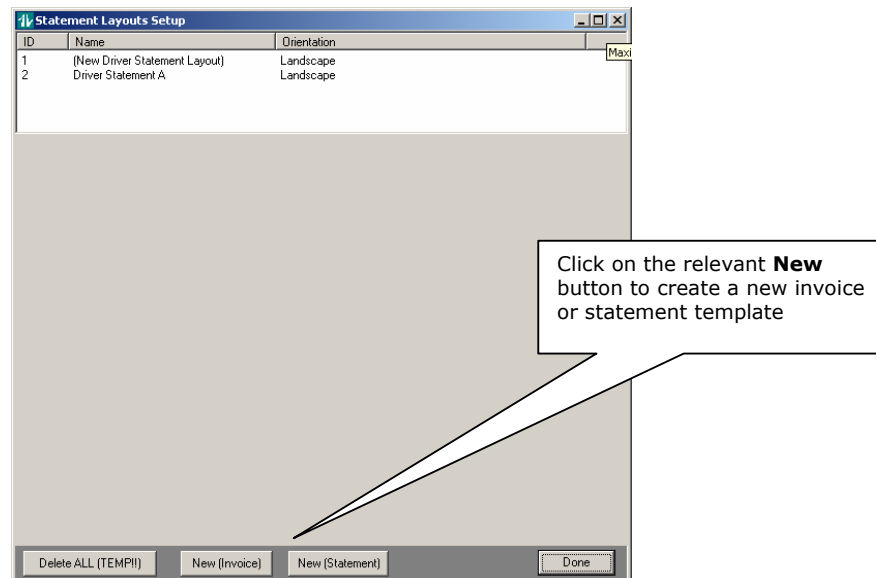 Statement Layouts Setup
ID Name Orientation
Maxi
1 (New Driver Statement Layout) Landscape
2 Driver Statement A Landscape
Click on the relevant New
button to create a new invoice
or statement template
Delete ALL (TEMP!!) New (Invoice) New (Statement) Done